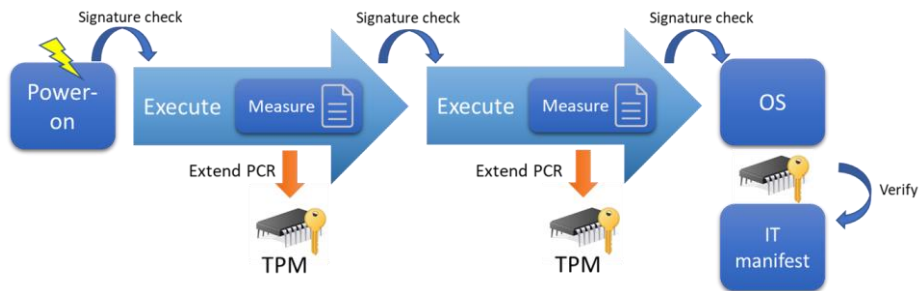 Signature check
Signature check
Signature check
Power-
on
Execute
Measure
Execute
Measure
OS
Extend PCR
Extend PCR
Verify
TPM
TPM
IT
manifest